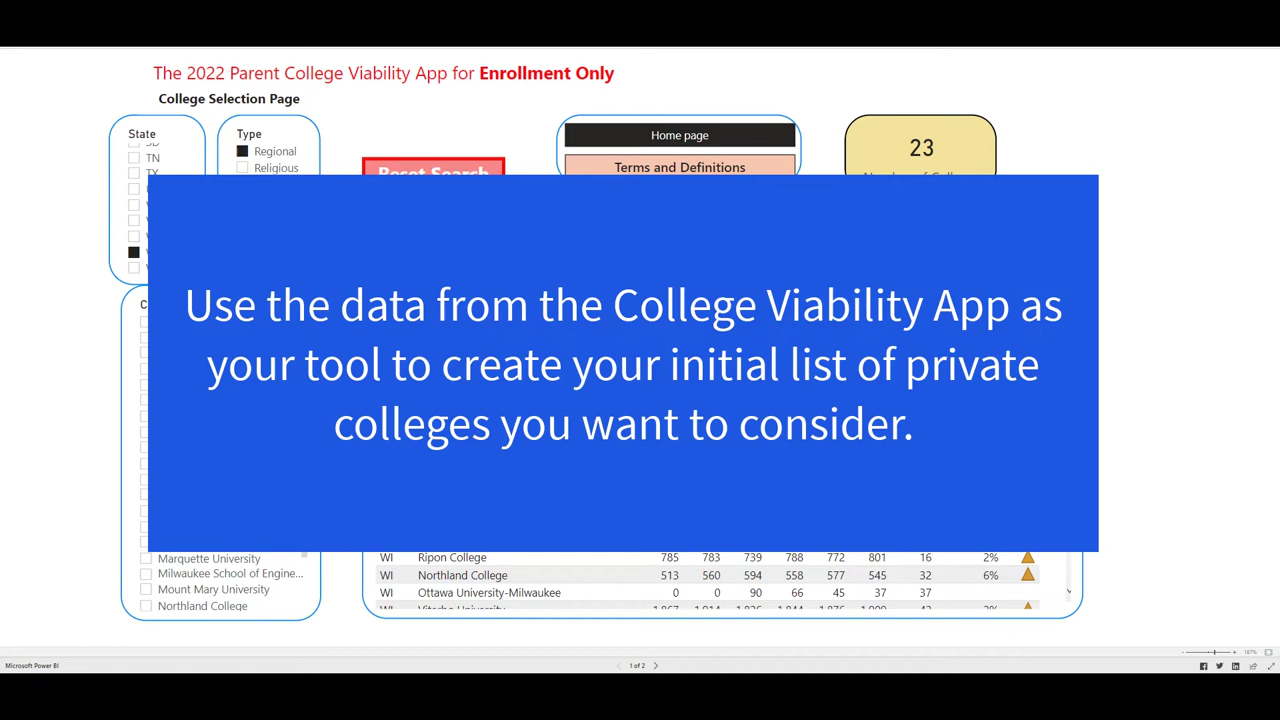 The 2022 Parent College Viability App for Enrollment Only
College Selection Page
State
TN
TX
Type
Regional
Religious
Reset Search
Home page
Terms and Definitions
23
Use the data from the College Viability App as
your tool to create your initial list of private
colleges you want to consider.
Marquette University
Milwaukee School of Engine...
Mount Mary University
Northland College
WI Ripon College 785 783 739 788 772 801 16 2%
WI Northland College 513 560 594 558 577 545 32 6%
WI Ottawa University-Milwaukee 0 0 90 66 45 37 37
Microsoft Power BI
1 of 2